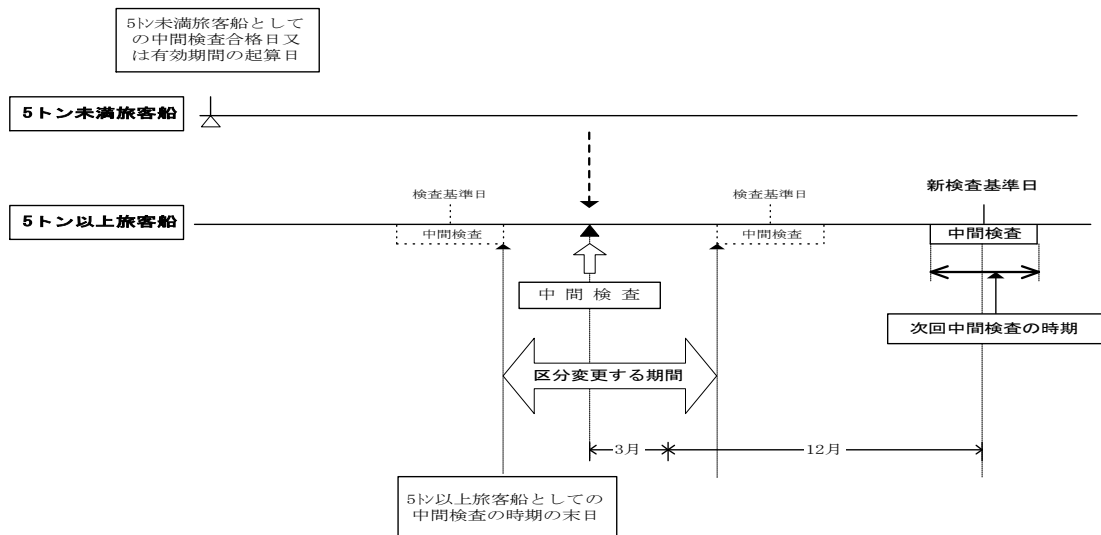 5㌧未満旅客船として
の中間検査合格日又
は有効期間の起算日
5トン未満旅客船
検査基準日
検査基準日
新検査基準日
5トン以上旅客船
中間検査
中間検査
中間検査
中間検査
次回中間検査の時期
区分変更する期間
3月
12月
5㌧以上旅客船としての
中間検査の時期の末日